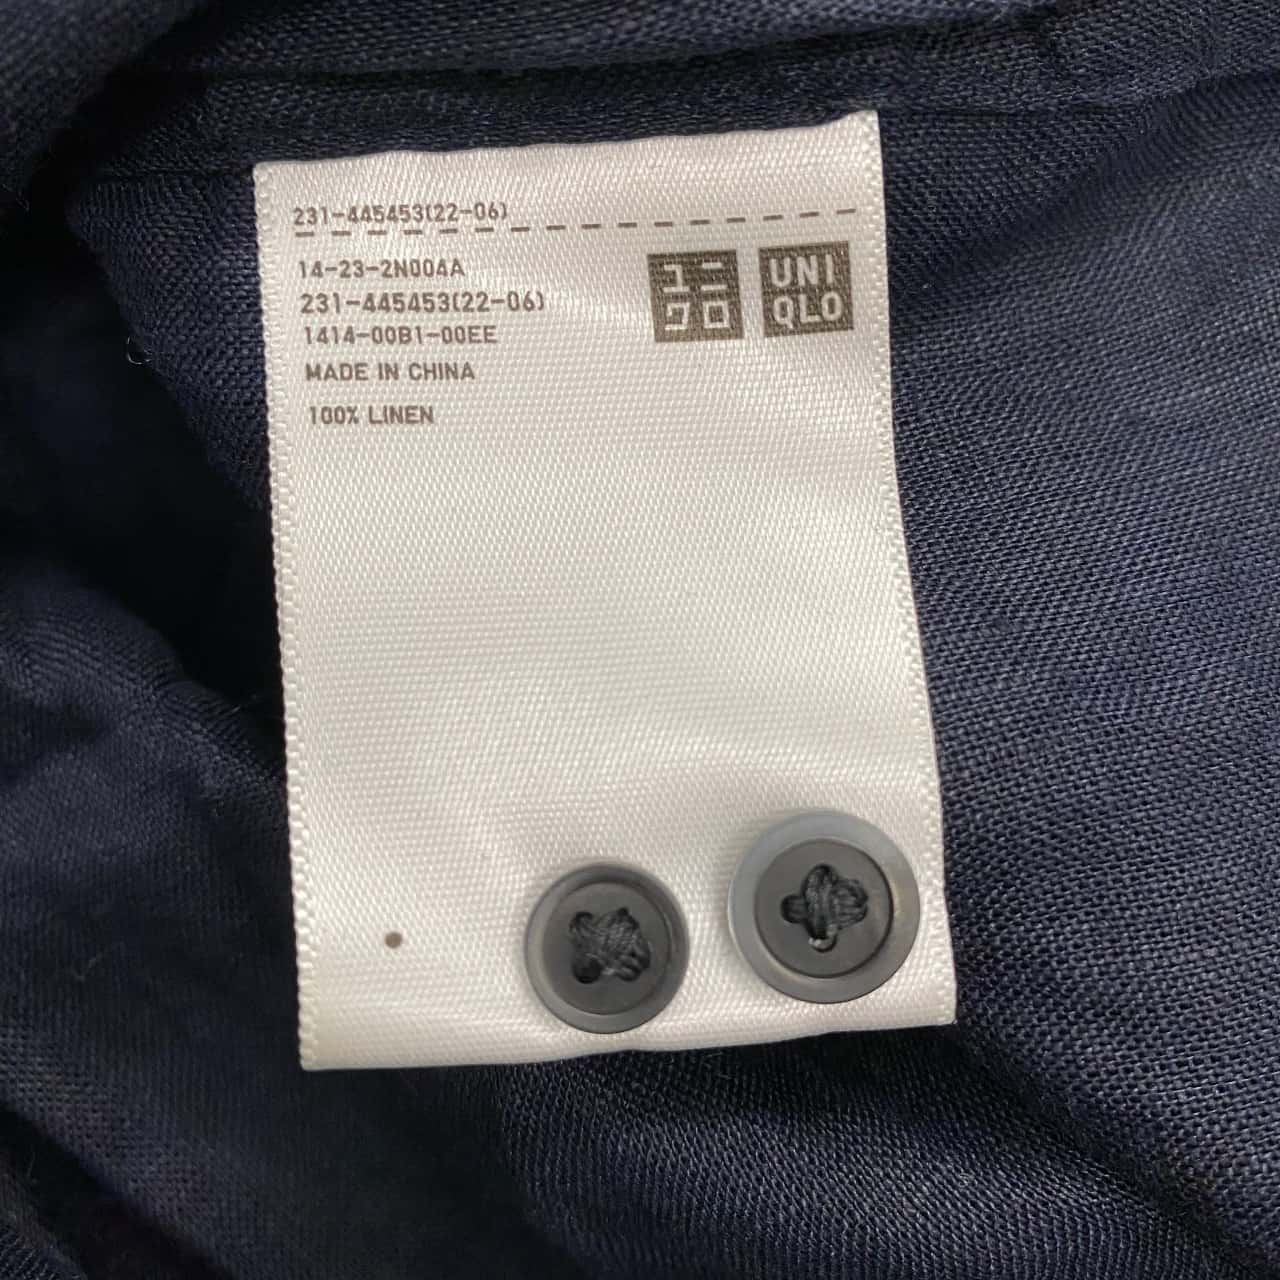 231-445453(22-06)
14-23-2N004A
231-445453(22-06)
1414-00B1-00EE
MADE IN CHINA
100% LINEN
ユニ
クロ
UNI
QLO